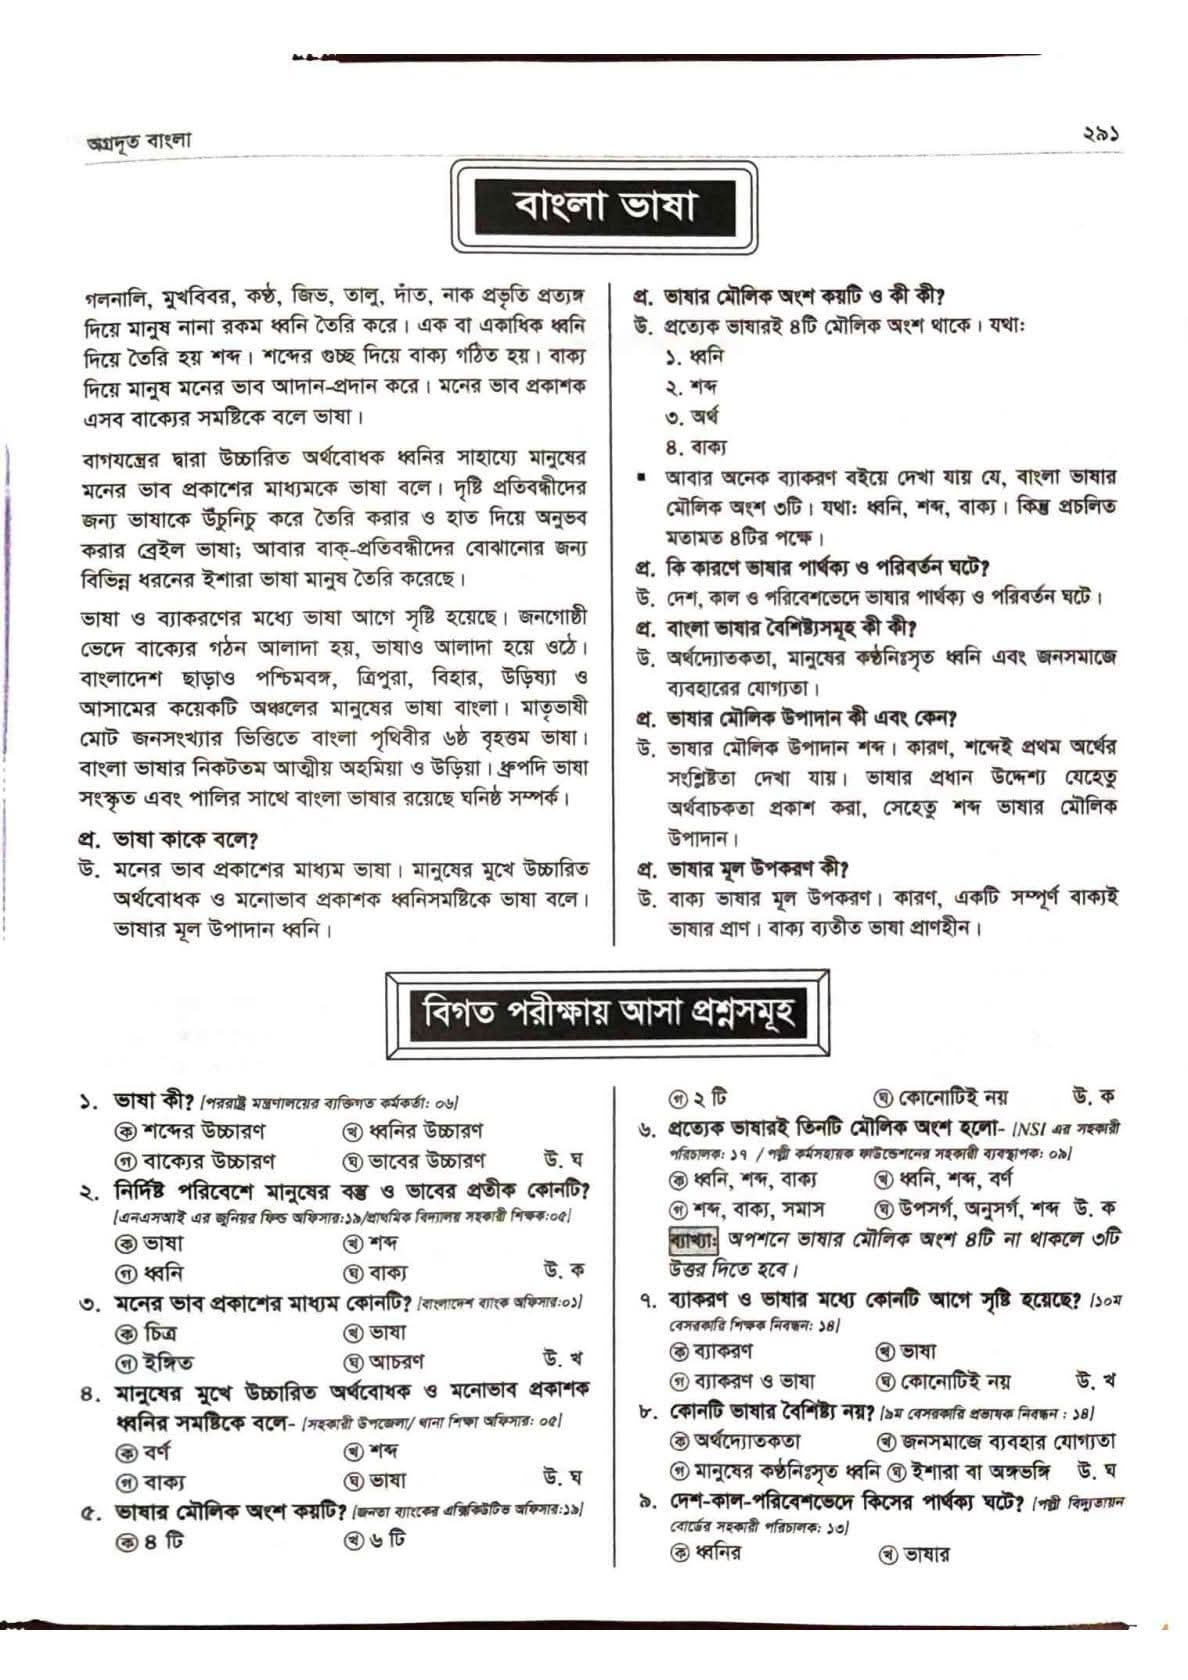 অগ্রদূত বাংলা
২৯১
বাংলা ভাষা
গলনালি, মুখবিবর, কণ্ঠ, জিভ, তালু, দাঁত, নাক প্রভৃতি প্রত্যঙ্গ
দিয়ে মানুষ নানা রকম ধ্বনি তৈরি করে। এক বা একাধিক ধ্বনি
দিয়ে তৈরি হয় শব্দ। শব্দের গুচ্ছ দিয়ে বাক্য গঠিত হয়। বাক্য
দিয়ে মানুষ মনের ভাব আদান-প্রদান করে। মনের ভাব প্রকাশক
এসব বাক্যের সমষ্টিকে বলে ভাষা।
বাগযন্ত্রের দ্বারা উচ্চারিত অর্থবোধক ধ্বনির সাহায্যে মানুষের
মনের ভাব প্রকাশের মাধ্যমকে ভাষা বলে। দৃষ্টি প্রতিবন্ধীদের
জন্য ভাষাকে উঁচুনিচু করে তৈরি করার ও হাত দিয়ে অনুভব
করার ব্রেইল ভাষা; আবার বাক্-প্রতিবন্ধীদের বোঝানোর জন্য
বিভিন্ন ধরনের ইশারা ভাষা মানুষ তৈরি করেছে।
ভাষা ও ব্যাকরণের মধ্যে ভাষা আগে সৃষ্টি হয়েছে। জনগোষ্ঠী
ভেদে বাক্যের গঠন আলাদা হয়, ভাষাও আলাদা হয়ে ওঠে।
বাংলাদেশ ছাড়াও পশ্চিমবঙ্গ, ত্রিপুরা, বিহার, উড়িষ্যা ও
আসামের কয়েকটি অঞ্চলের মানুষের ভাষা বাংলা। মাতৃভাষী
মোট জনসংখ্যার ভিত্তিতে বাংলা পৃথিবীর ৬ষ্ঠ বৃহত্তম ভাষা।
বাংলা ভাষার নিকটতম আত্মীয় অহমিয়া ও উড়িয়া। ধ্রুপদি ভাষা
সংস্কৃত এবং পালির সাথে বাংলা ভাষার রয়েছে ঘনিষ্ঠ সম্পর্ক।
প্র. ভাষা কাকে বলে?
উ. মনের ভাব প্রকাশের মাধ্যম ভাষা। মানুষের মুখে উচ্চারিত
অর্থবোধক ও মনোভাব প্রকাশক ধ্বনিসমষ্টিকে ভাষা বলে।
ভাষার মূল উপাদান ধ্বনি।
প্র. ভাষার মৌলিক অংশ কয়টি ও কী কী?
উ. প্রত্যেক ভাষারই ৪টি মৌলিক অংশ থাকে। যথা:
১. ধ্বনি
২. শব্দ
৩. অর্থ
৪. বাক্য
▪ আবার অনেক ব্যাকরণ বইয়ে দেখা যায় যে, বাংলা ভাষার
মৌলিক অংশ ৩টি। যথা: ধ্বনি, শব্দ, বাক্য। কিন্তু প্রচলিত
মতামত ৪টির পক্ষে।
প্র. কি কারণে ভাষার পার্থক্য ও পরিবর্তন ঘটে?
উ. দেশ, কাল ও পরিবেশভেদে ভাষার পার্থক্য ও পরিবর্তন ঘটে।
প্র. বাংলা ভাষার বৈশিষ্ট্যসমূহ কী কী?
উ. অর্থদ্যোতকতা, মানুষের কণ্ঠনিঃসৃত ধ্বনি এবং জনসমাজে
ব্যবহারের যোগ্যতা।
প্র. ভাষার মৌলিক উপাদান কী এবং কেন?
উ. ভাষার মৌলিক উপাদান শব্দ। কারণ, শব্দেই প্রথম অর্থের
সংশ্লিষ্টতা দেখা যায়। ভাষার প্রধান উদ্দেশ্য যেহেতু
অর্থবাচকতা প্রকাশ করা, সেহেতু শব্দ ভাষার মৌলিক
উপাদান।
প্র. ভাষার মূল উপকরণ কী?
উ. বাক্য ভাষার মূল উপকরণ। কারণ, একটি সম্পূর্ণ বাক্যই
ভাষার প্রাণ। বাক্য ব্যতীত ভাষা প্রাণহীন।
বিগত পরীক্ষায় আসা প্রশ্নসমূহ
১. ভাষা কী? [পররাষ্ট্র মন্ত্রণালয়ের ব্যক্তিগত কর্মকর্তা: ০৬]
ক শব্দের উচ্চারণ খ ধ্বনির উচ্চারণ
গ বাক্যের উচ্চারণ ঘ ভাবের উচ্চারণ উ. ঘ
২. নির্দিষ্ট পরিবেশে মানুষের বস্তু ও ভাবের প্রতীক কোনটি?
[এনএসআই এর জুনিয়র ফিল্ড অফিসার:১৯/প্রাথমিক বিদ্যালয় সহকারী শিক্ষক:০৫]
ক ভাষা খ শব্দ
গ ধ্বনি ঘ বাক্য উ. ক
৩. মনের ভাব প্রকাশের মাধ্যম কোনটি? [বাংলাদেশ ব্যাংক অফিসার:০১]
ক চিত্র খ ভাষা
গ ইঙ্গিত ঘ আচরণ উ. খ
৪. মানুষের মুখে উচ্চারিত অর্থবোধক ও মনোভাব প্রকাশক
ধ্বনির সমষ্টিকে বলে- [সহকারী উপজেলা/ থানা শিক্ষা অফিসার: ০৫]
ক বর্ণ খ শব্দ
গ বাক্য ঘ ভাষা উ. ঘ
৫. ভাষার মৌলিক অংশ কয়টি? [জনতা ব্যাংকের এক্সিকিউটিভ অফিসার:১৯]
ক ৪ টি খ ৬ টি
গ ২ টি ঘ কোনোটিই নয় উ. ক
৬. প্রত্যেক ভাষারই তিনটি মৌলিক অংশ হলো- [NSI এর সহকারী
পরিচালক: ১৭ / পল্লী কর্মসহায়ক ফাউন্ডেশনের সহকারী ব্যবস্থাপক: ০৯]
ক ধ্বনি, শব্দ, বাক্য খ ধ্বনি, শব্দ, বর্ণ
গ শব্দ, বাক্য, সমাস ঘ উপসর্গ, অনুসর্গ, শব্দ উ. ক
ব্যাখ্যা: অপশনে ভাষার মৌলিক অংশ ৪টি না থাকলে ৩টি
উত্তর দিতে হবে।
৭. ব্যাকরণ ও ভাষার মধ্যে কোনটি আগে সৃষ্টি হয়েছে? [১০ম
বেসরকারি শিক্ষক নিবন্ধন: ১৪]
ক ব্যাকরণ খ ভাষা
গ ব্যাকরণ ও ভাষা ঘ কোনোটিই নয় উ. খ
৮. কোনটি ভাষার বৈশিষ্ট্য নয়? [৯ম বেসরকারি প্রভাষক নিবন্ধন : ১৪]
ক অর্থদ্যোতকতা খ জনসমাজে ব্যবহার যোগ্যতা
গ মানুষের কণ্ঠনিঃসৃত ধ্বনি ঘ ইশারা বা অঙ্গভঙ্গি উ. ঘ
৯. দেশ-কাল-পরিবেশভেদে কিসের পার্থক্য ঘটে? [পল্লী বিদ্যুতায়ন
বোর্ডের সহকারী পরিচালক: ১৩]
ক ধ্বনির খ ভাষার